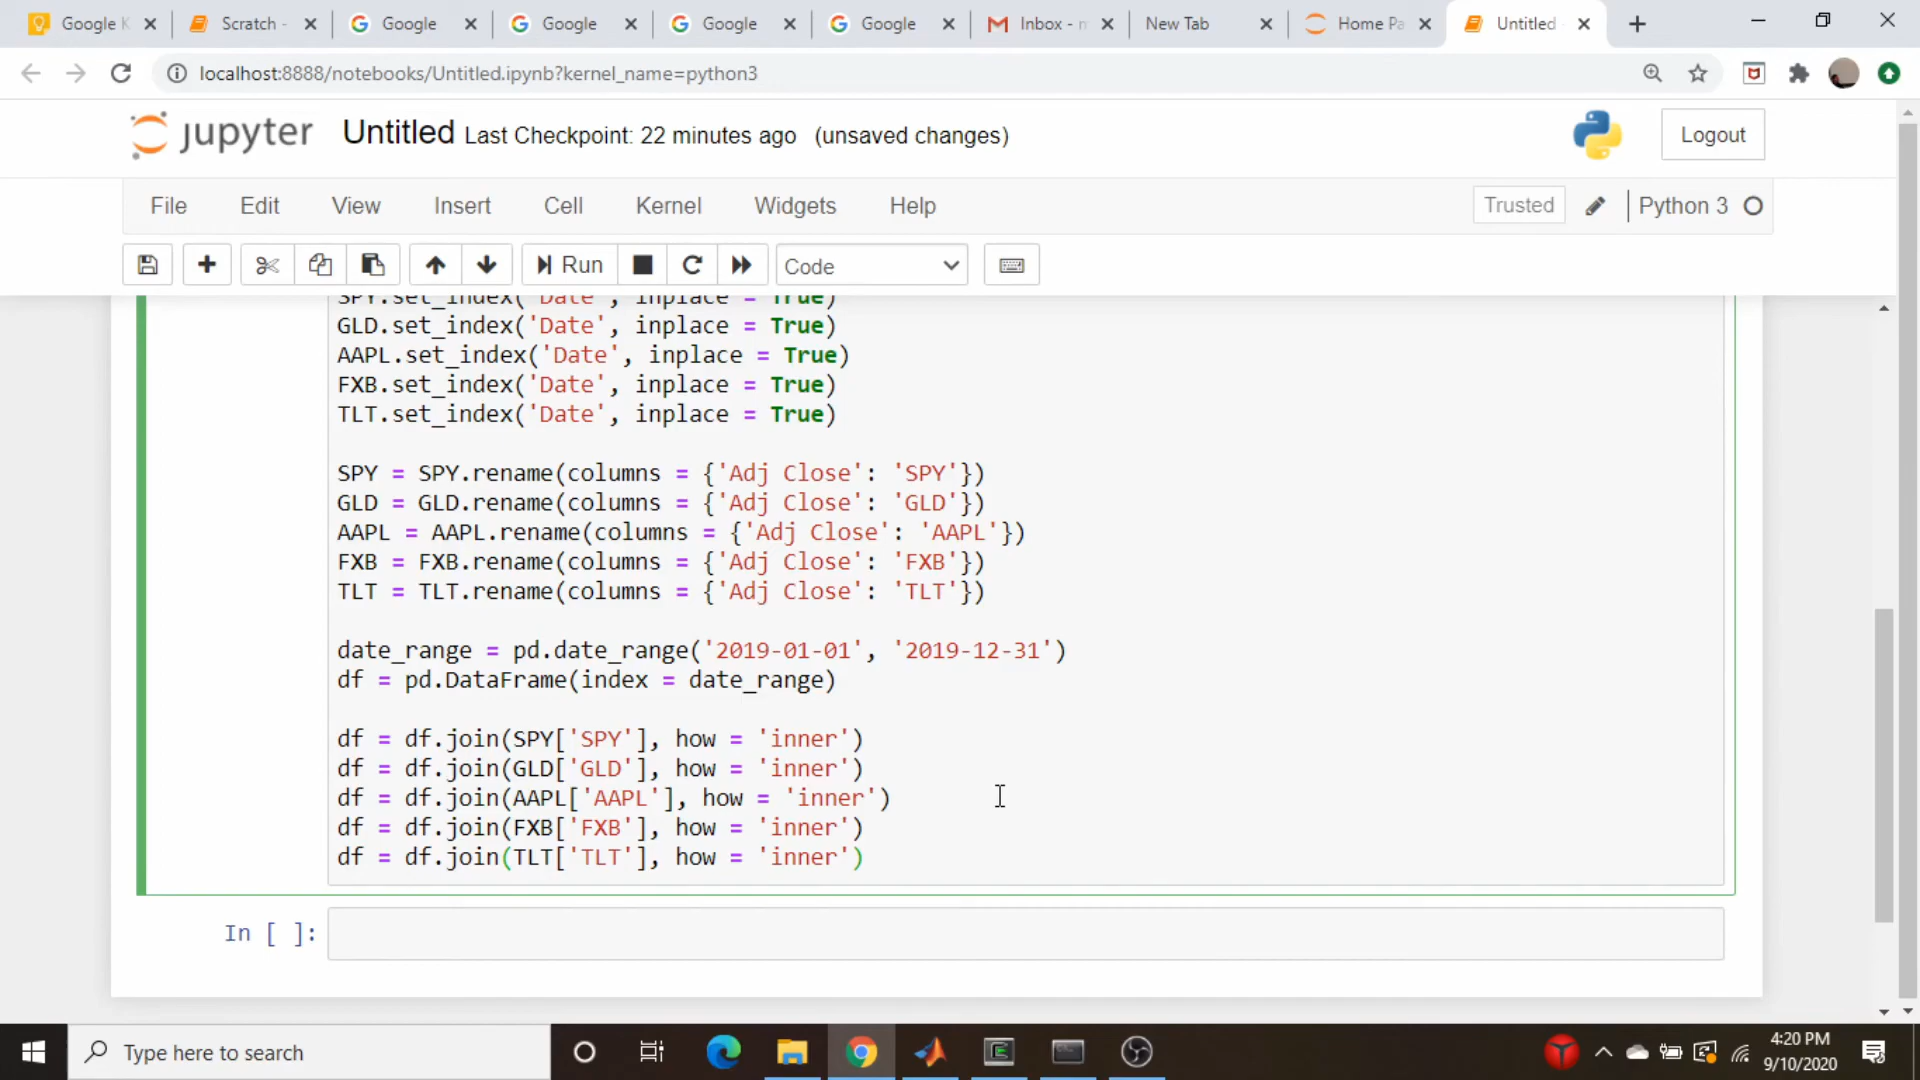 Google K
Scratch -
Google
Google
Google
Google
Inbox - m
New Tab
Home Pa
Untitled
localhost:8888/notebooks/Untitled.ipynb?kernel_name=python3
jupyter Untitled Last Checkpoint: 22 minutes ago (unsaved changes)
Logout
File Edit View Insert Cell Kernel Widgets Help
Trusted
Python 3
Run
Code
SPY.set_index('Date', inplace = True)
GLD.set_index('Date', inplace = True)
AAPL.set_index('Date', inplace = True)
FXB.set_index('Date', inplace = True)
TLT.set_index('Date', inplace = True)
SPY = SPY.rename(columns = {'Adj Close': 'SPY'})
GLD = GLD.rename(columns = {'Adj Close': 'GLD'})
AAPL = AAPL.rename(columns = {'Adj Close': 'AAPL'})
FXB = FXB.rename(columns = {'Adj Close': 'FXB'})
TLT = TLT.rename(columns = {'Adj Close': 'TLT'})
date_range = pd.date_range('2019-01-01', '2019-12-31')
df = pd.DataFrame(index = date_range)
df = df.join(SPY['SPY'], how = 'inner')
df = df.join(GLD['GLD'], how = 'inner')
df = df.join(AAPL['AAPL'], how = 'inner')
df = df.join(FXB['FXB'], how = 'inner')
df = df.join(TLT['TLT'], how = 'inner')
In [ ]:
Type here to search
4:20 PM
9/10/2020